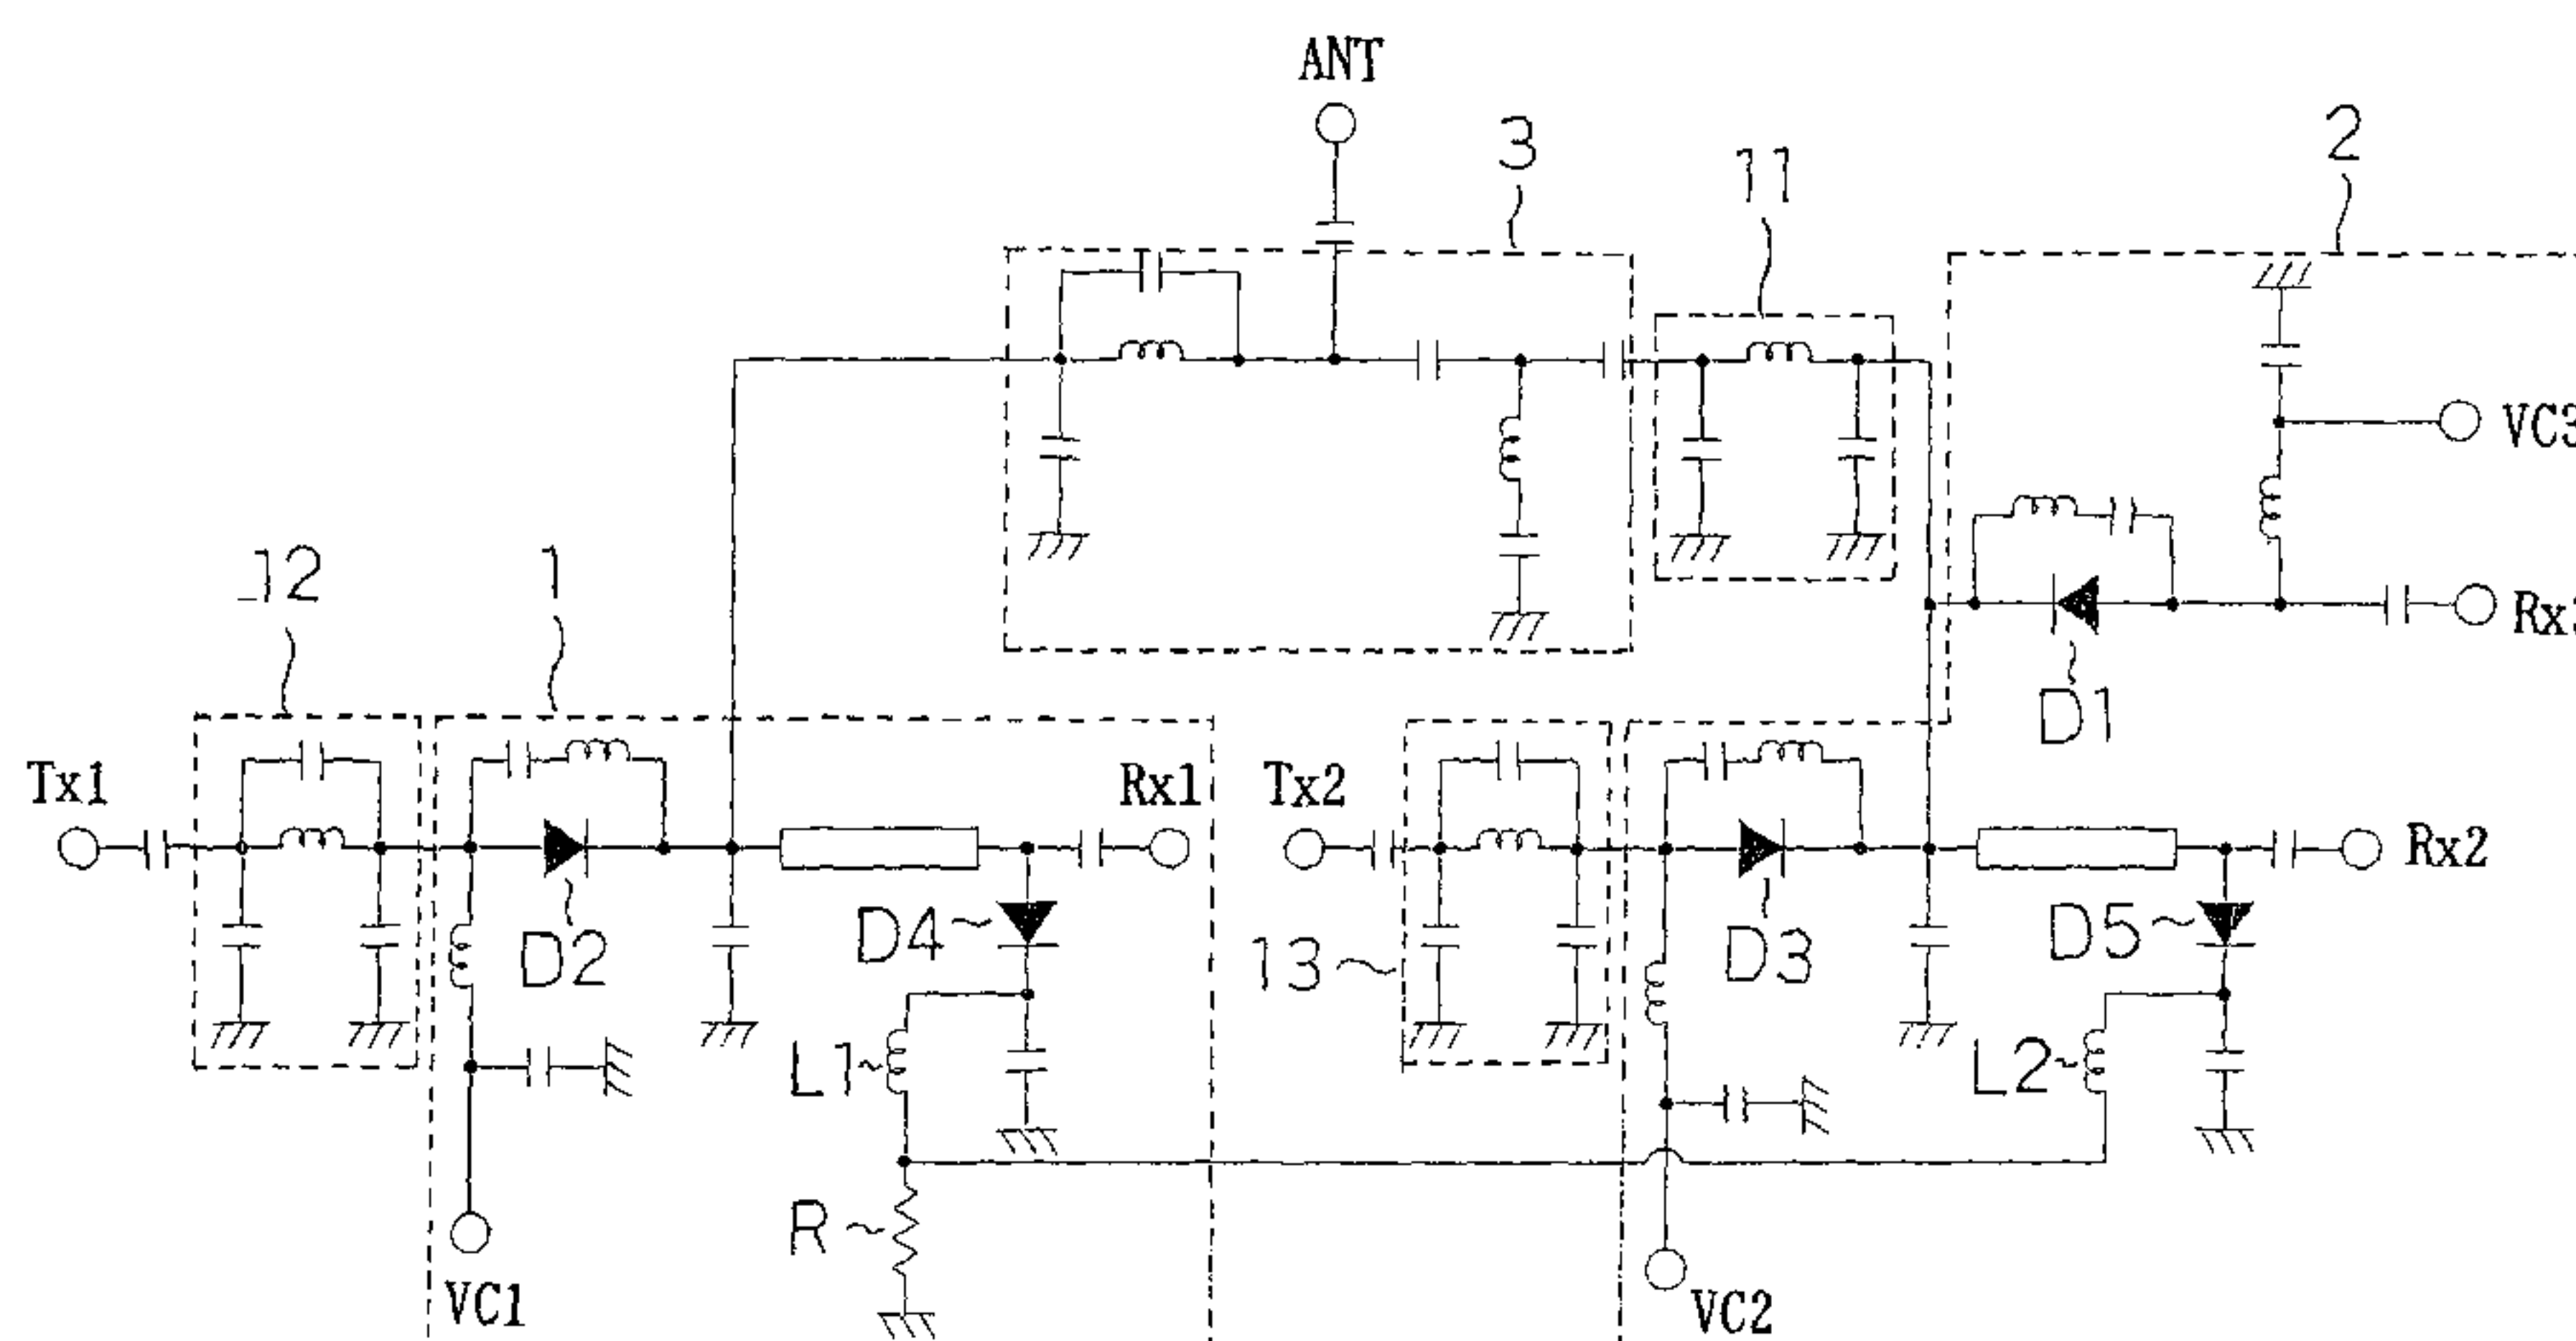 ANT
3
11
2
VC3
12
1
D1
Tx1
Rx1
Tx2
Rx2
D2
D4
D3
D5
13
L1
L2
R
VC1
VC2